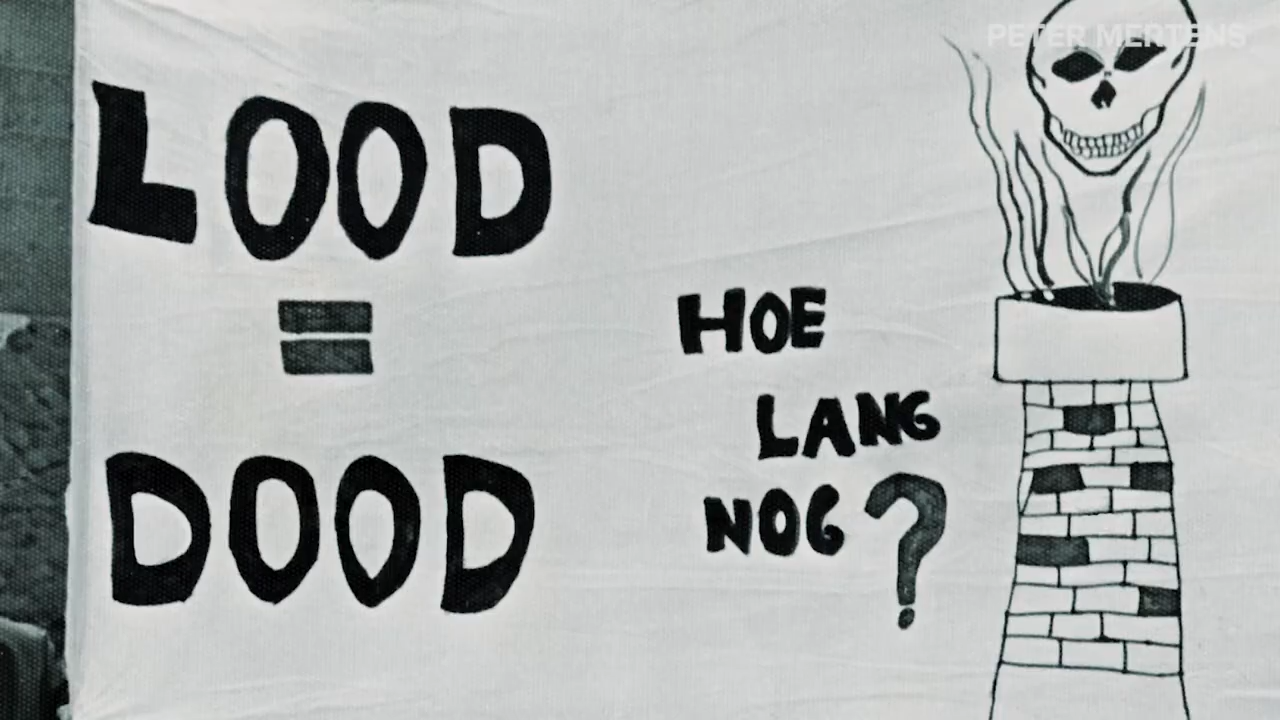 PETER MERTENS
LOOD
=
DOOD
HOE
LANG
NOG?